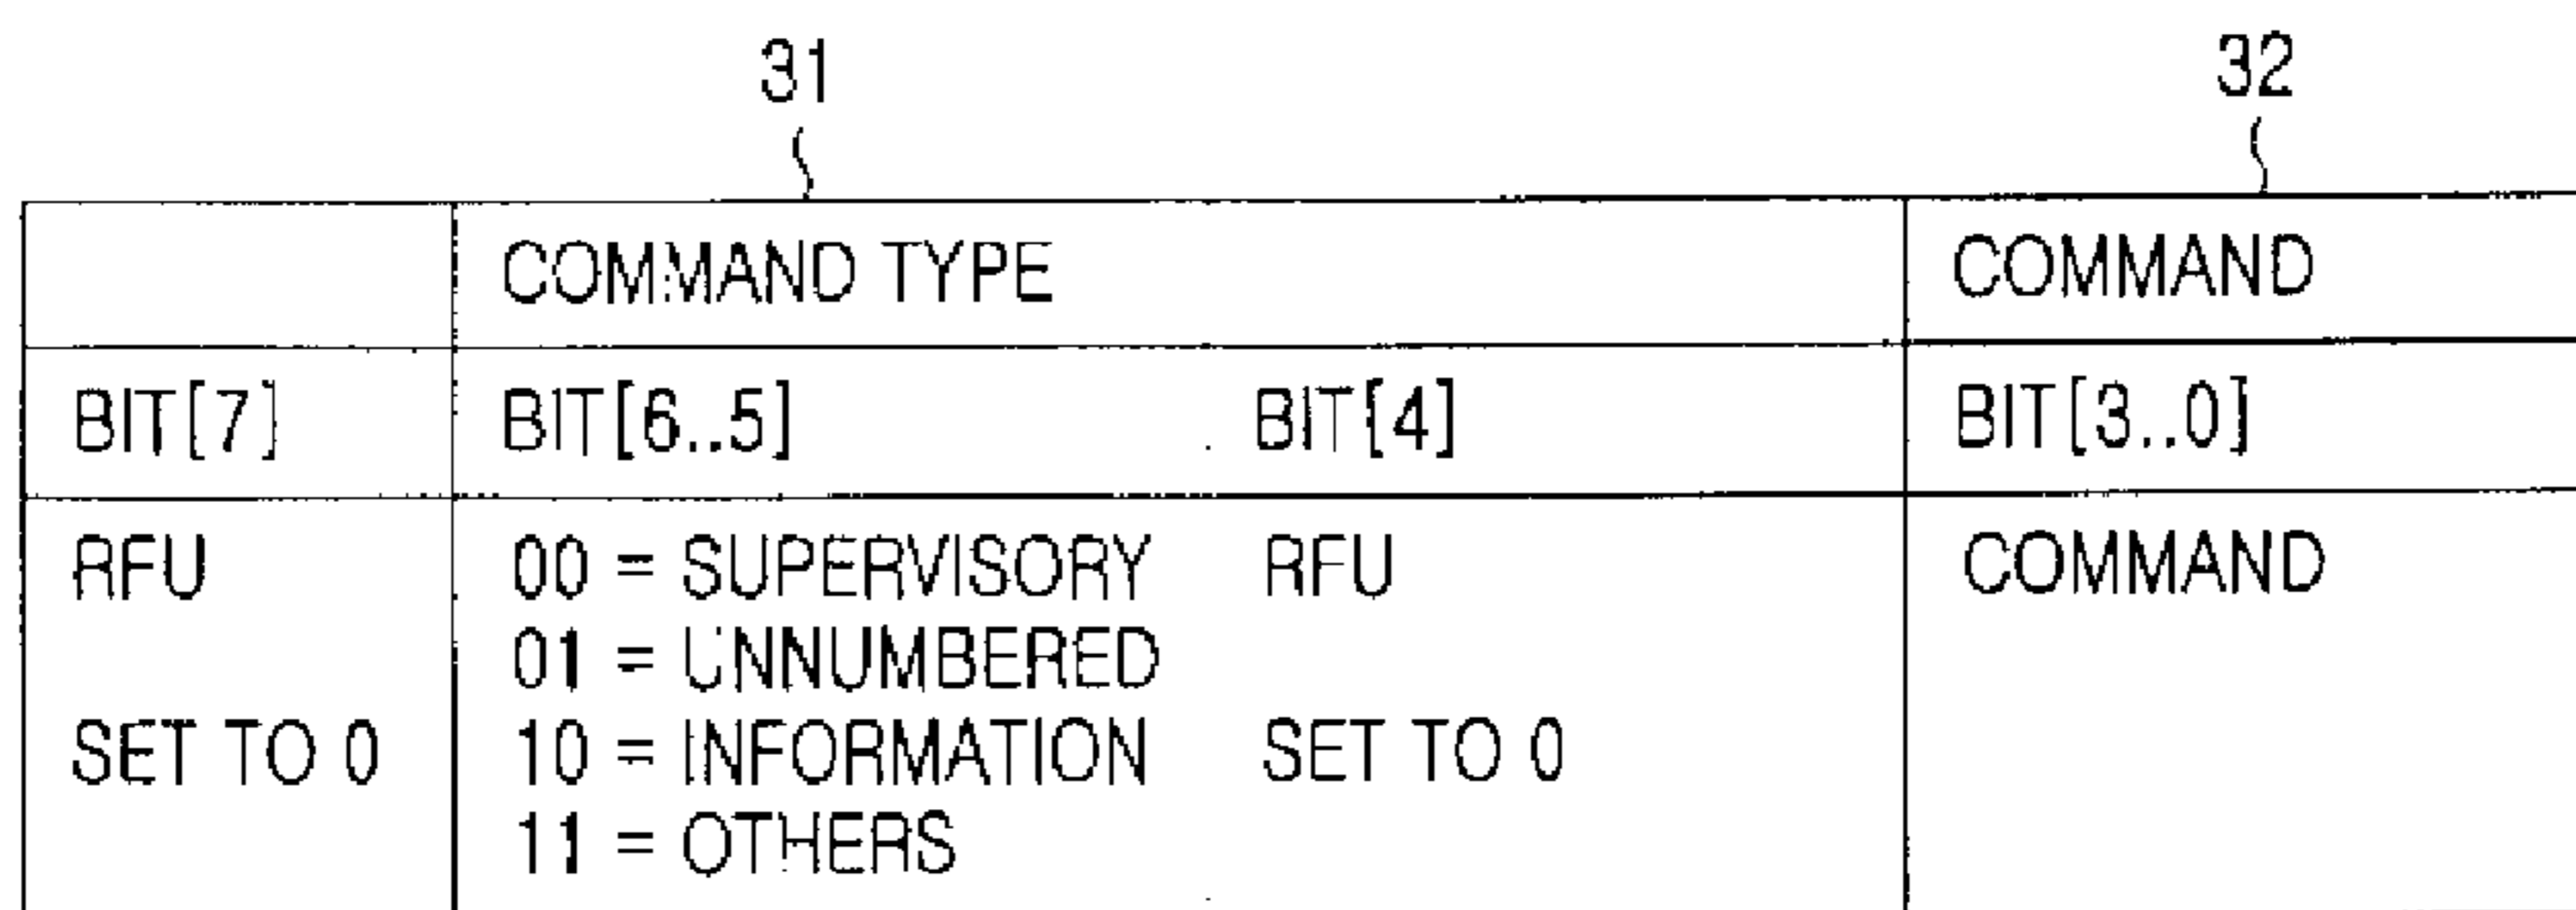 31 32
COMMAND TYPE COMMAND
BIT[7] BIT[6..5] BIT[4] BIT[3..0]
RFU 00 = SUPERVISORY RFU COMMAND
01 = UNNUMBERED
SET TO 0 10 = INFORMATION SET TO 0
11 = OTHERS